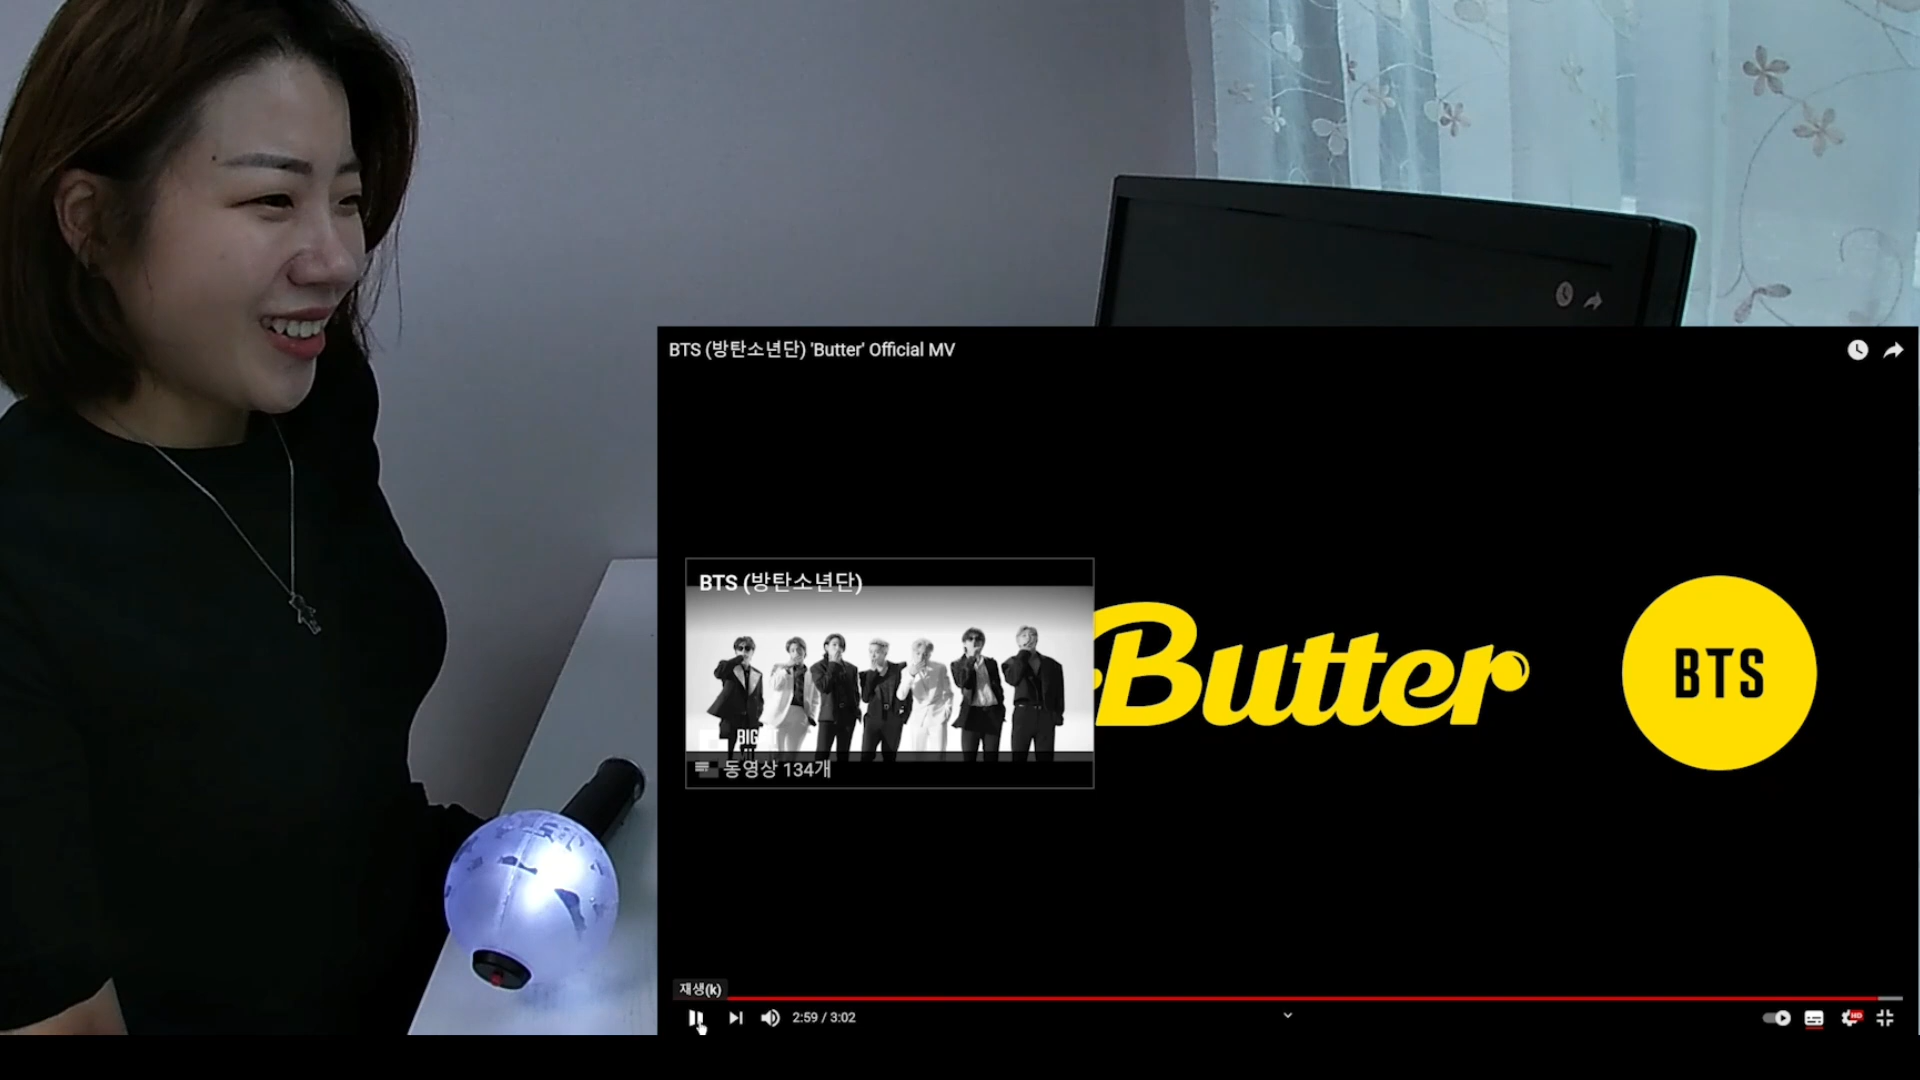 BTS (방탄소년단) 'Butter' Official MV
BTS (방탄소년단)
동영상 134개
Butter
BTS
재생(k)
2:59 / 3:02
HD